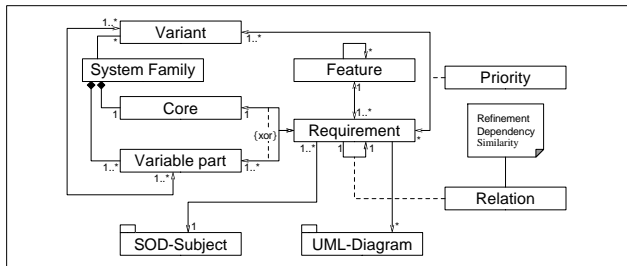 1..*
Variant
*
1..*
System Family
Feature
*
1
Priority
Core
1
1
1..*
Refinement
Dependency
Similarity
{xor}
Requirement
*
Variable part
1..*
1..*
1..*
1..*
1
1
Relation
1
*
SOD-Subject
UML-Diagram